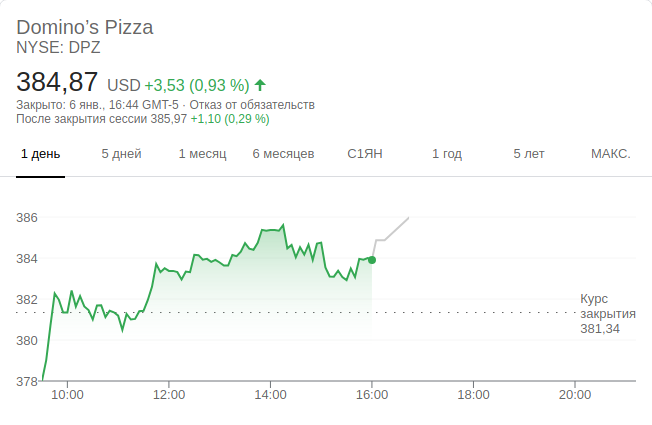 Domino’s Pizza
NYSE: DPZ
384,87 USD +3,53 (0,93 %)
Закрыто: 6 янв., 16:44 GMT-5 · Отказ от обязательств
После закрытия сессии 385,97 +1,10 (0,29 %)
1 день 5 дней 1 месяц 6 месяцев С1ЯН 1 год 5 лет МАКС.
386
384
382
380
378
Курс
закрытия
381,34
10:00 12:00 14:00 16:00 18:00 20:00